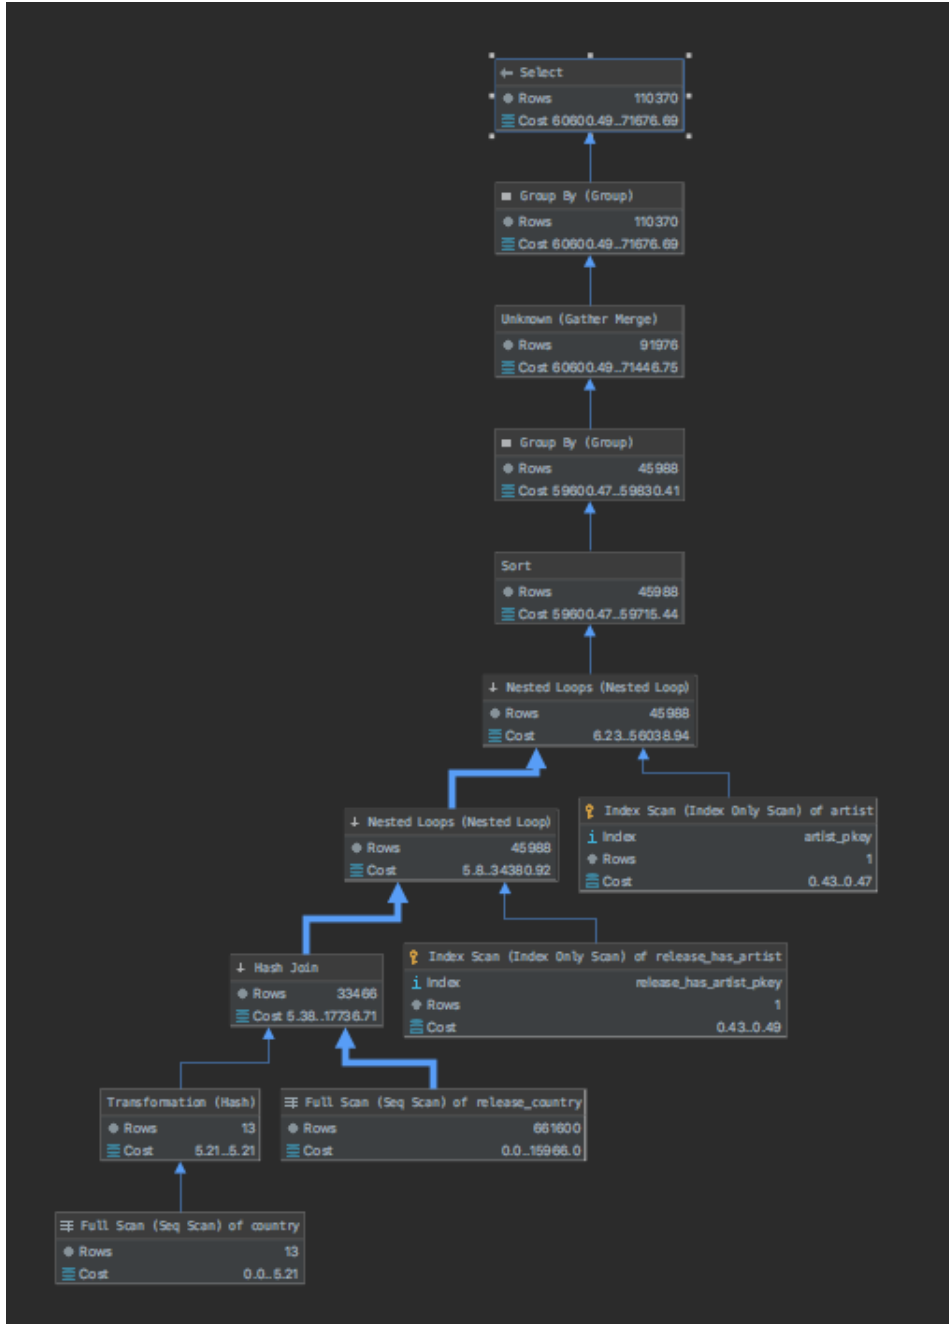 Select
Rows 110370
Cost 60600.49..71676.69
Group By (Group)
Rows 110370
Cost 60600.49..71676.69
Unknown (Gather Merge)
Rows 91976
Cost 60600.49..71446.75
Group By (Group)
Rows 45988
Cost 59600.47..59830.41
Sort
Rows 45988
Cost 59600.47..59715.44
Nested Loops (Nested Loop)
Rows 45988
Cost 6.23..56038.94
Index Scan (Index Only Scan) of artist
Index artist_pkey
Rows 1
Cost 0.43..0.47
Nested Loops (Nested Loop)
Rows 45988
Cost 5.8..34380.92
Index Scan (Index Only Scan) of release_has_artist
Index release_has_artist_pkey
Rows 1
Cost 0.43..0.49
Hash Join
Rows 33466
Cost 5.38..17736.71
Transformation (Hash)
Rows 13
Cost 5.21..5.21
Full Scan (Seq Scan) of release_country
Rows 661600
Cost 0.0..15966.0
Full Scan (Seq Scan) of country
Rows 13
Cost 0.0..5.21